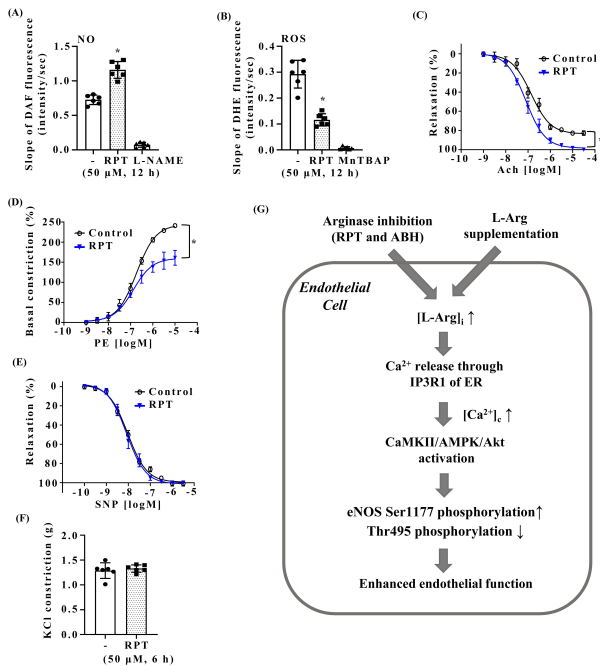 (A)
NO
Slope of DAF fluorescence
(intensity/sec)
1.5
1.0
0.5
0.0
*
- RPT L-NAME
(50 µM, 12 h)
(B)
ROS
Slope of DHE fluorescence
(intensity/sec)
0.4
0.3
0.2
0.1
0.0
*
- RPT MnTBAP
(50 µM, 12 h)
(C)
Control
RPT
Relaxation (%)
0
20
40
60
80
100
-10 -9 -8 -7 -6 -5 -4
Ach [logM]
(D)
Control
RPT
Basal constriction (%)
250
200
150
100
50
0
*
-10 -9 -8 -7 -6 -5 -4
PE [logM]
(E)
Control
RPT
Relaxation (%)
0
20
40
60
80
100
-10 -9 -8 -7 -6 -5
SNP [logM]
(F)
KCl constriction (g)
2.0
1.5
1.0
0.5
0.0
- RPT
(50 µM, 6 h)
(G)
Arginase inhibition
(RPT and ABH)
L-Arg
supplementation
Endothelial
Cell
[L-Arg]i ↑
Ca²⁺ release through
IP3R1 of ER
[Ca²⁺]c ↑
CaMKII/AMPK/Akt
activation
eNOS Ser1177 phosphorylation↑
Thr495 phosphorylation ↓
Enhanced endothelial function